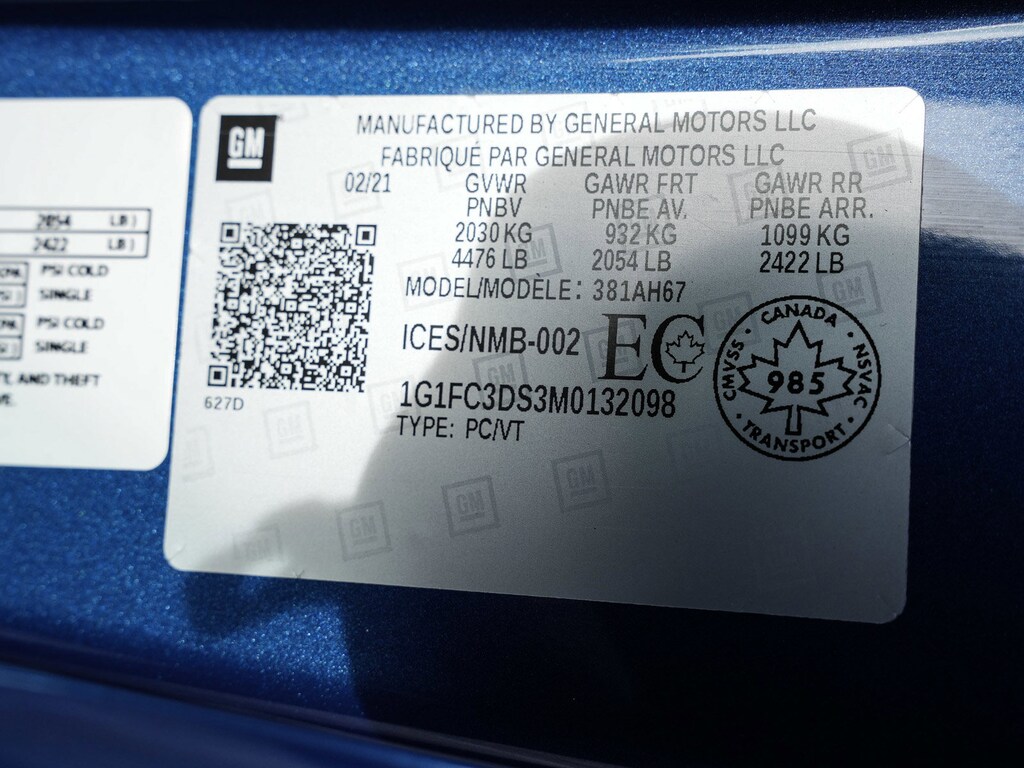 2054 LB)
2422 LB)
PSI COLD
SINGLE
PSI COLD
SINGLE
AND THEFT
GM
MANUFACTURED BY GENERAL MOTORS LLC
FABRIQUÉ PAR GENERAL MOTORS LLC
02/21 GVWR GAWR FRT GAWR RR
PNBV PNBE AV. PNBE ARR.
2030 KG 932 KG 1099 KG
4476 LB 2054 LB 2422 LB
MODEL/MODÈLE: 381AH67
ICES/NMB-002 EC
1G1FC3DS3M0132098
TYPE: PC/VT
627D
CANADA
CMVSS 985 NSVAC
TRANSPORT